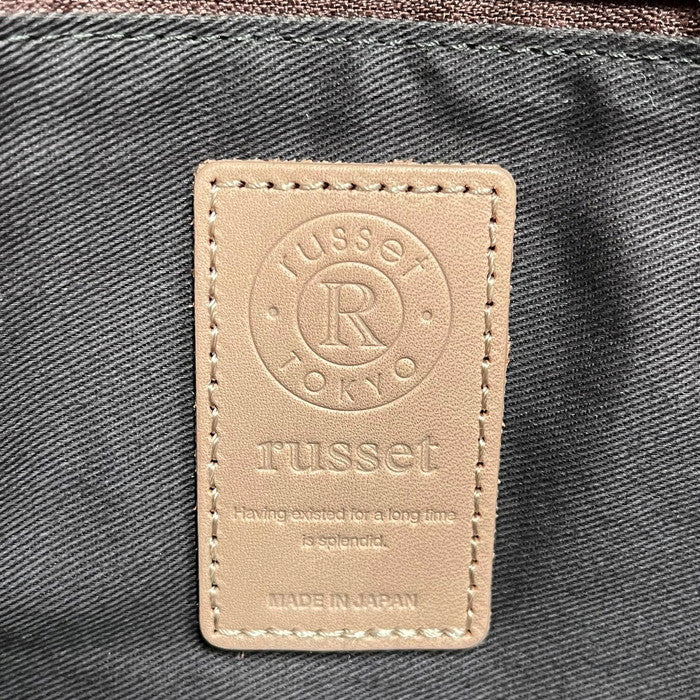 russet
R
TOKYO
russet
Having existed for a long time
is splendid.
MADE IN JAPAN